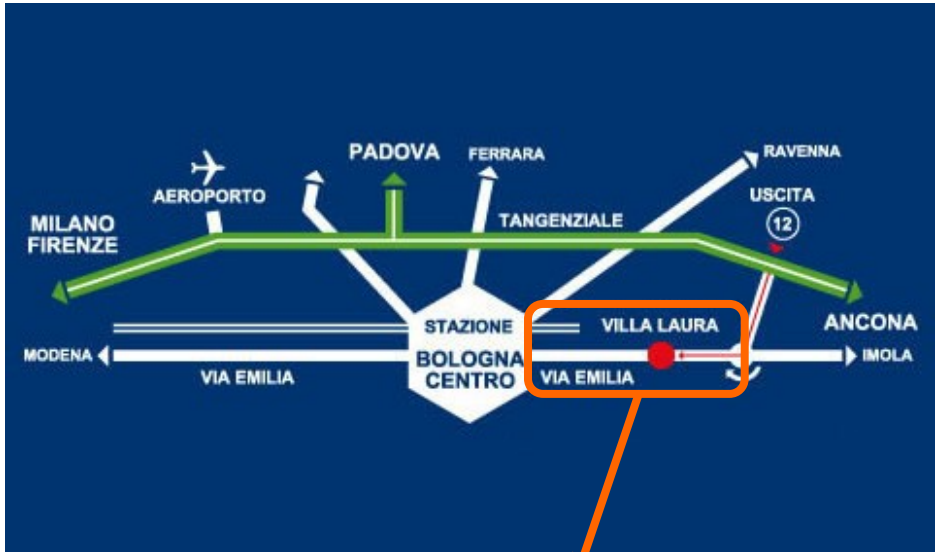 PADOVA
FERRARA
RAVENNA
AEROPORTO
USCITA
12
MILANO
FIRENZE
TANGENZIALE
STAZIONE
VILLA LAURA
ANCONA
MODENA
BOLOGNA
CENTRO
IMOLA
VIA EMILIA
VIA EMILIA